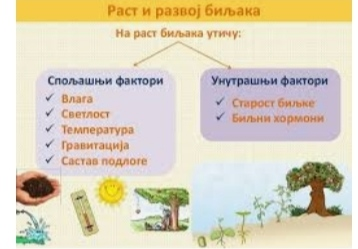 Раст и развој биљака
На раст биљака утичу:
Спољашњи фактори
Влага
Светлост
Температура
Гравитација
Састав подлоге
Унутрашњи фактори
Старост биљке
Биљни хормони